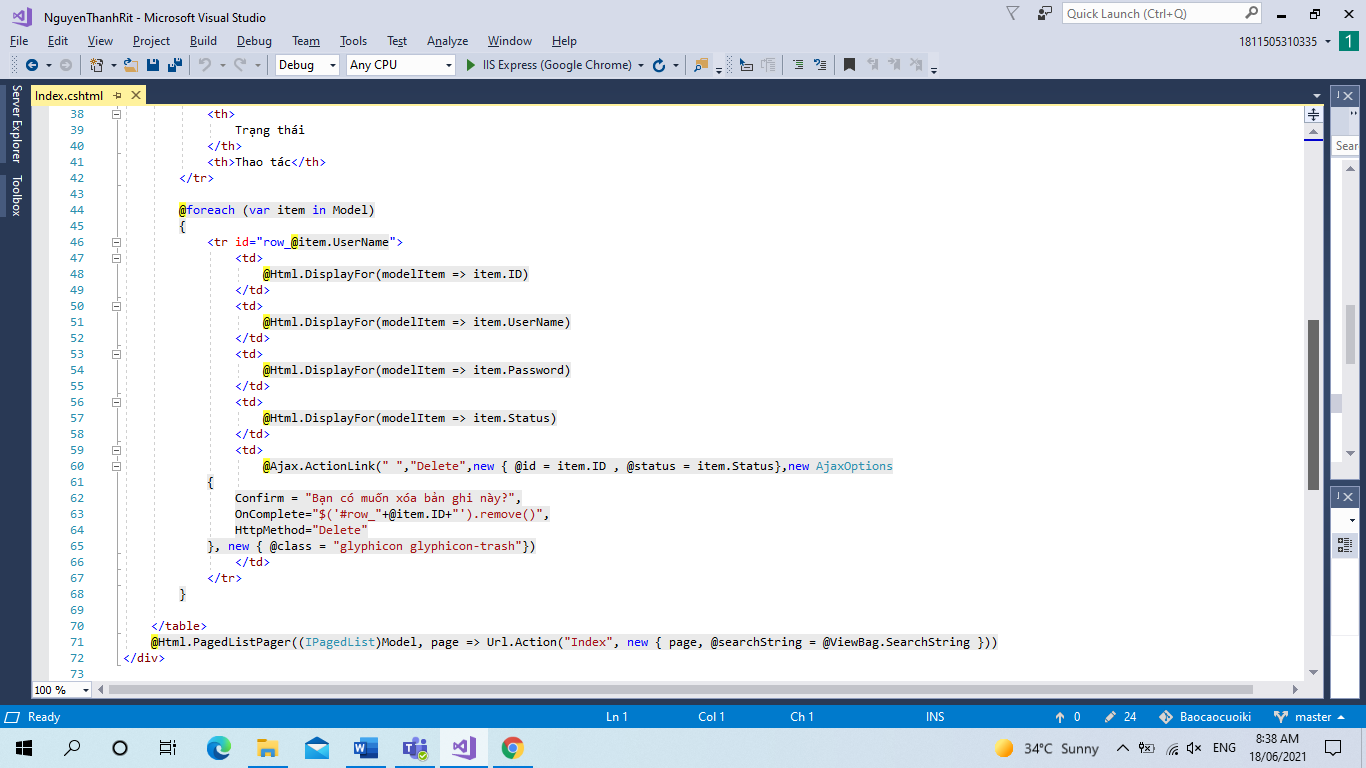 NguyenThanhRit - Microsoft Visual Studio
Quick Launch (Ctrl+Q)
File Edit View Project Build Debug Team Tools Test Analyze Window Help
1811505310335
1
Debug Any CPU IIS Express (Google Chrome)
Server Explorer
Toolbox
Index.cshtml
Sear
38 <th>
39 Trạng thái
40 </th>
41 <th>Thao tác</th>
42 </tr>
43
44 @foreach (var item in Model)
45 {
46 <tr id="row_@item.UserName">
47 <td>
48 @Html.DisplayFor(modelItem => item.ID)
49 </td>
50 <td>
51 @Html.DisplayFor(modelItem => item.UserName)
52 </td>
53 <td>
54 @Html.DisplayFor(modelItem => item.Password)
55 </td>
56 <td>
57 @Html.DisplayFor(modelItem => item.Status)
58 </td>
59 <td>
60 @Ajax.ActionLink(" ","Delete",new { @id = item.ID , @status = item.Status},new AjaxOptions
61 {
62 Confirm = "Bạn có muốn xóa bản ghi này?",
63 OnComplete="$('#row_"+@item.ID+"').remove()",
64 HttpMethod="Delete"
65 }, new { @class = "glyphicon glyphicon-trash"})
66 </td>
67 </tr>
68 }
69
70 </table>
71 @Html.PagedListPager((IPagedList)Model, page => Url.Action("Index", new { page, @searchString = @ViewBag.SearchString }))
72 </div>
73
100 %
Ready Ln 1 Col 1 Ch 1 INS 0 24 Baocaocuoiki master
34°C Sunny ENG 8:38 AM
18/06/2021